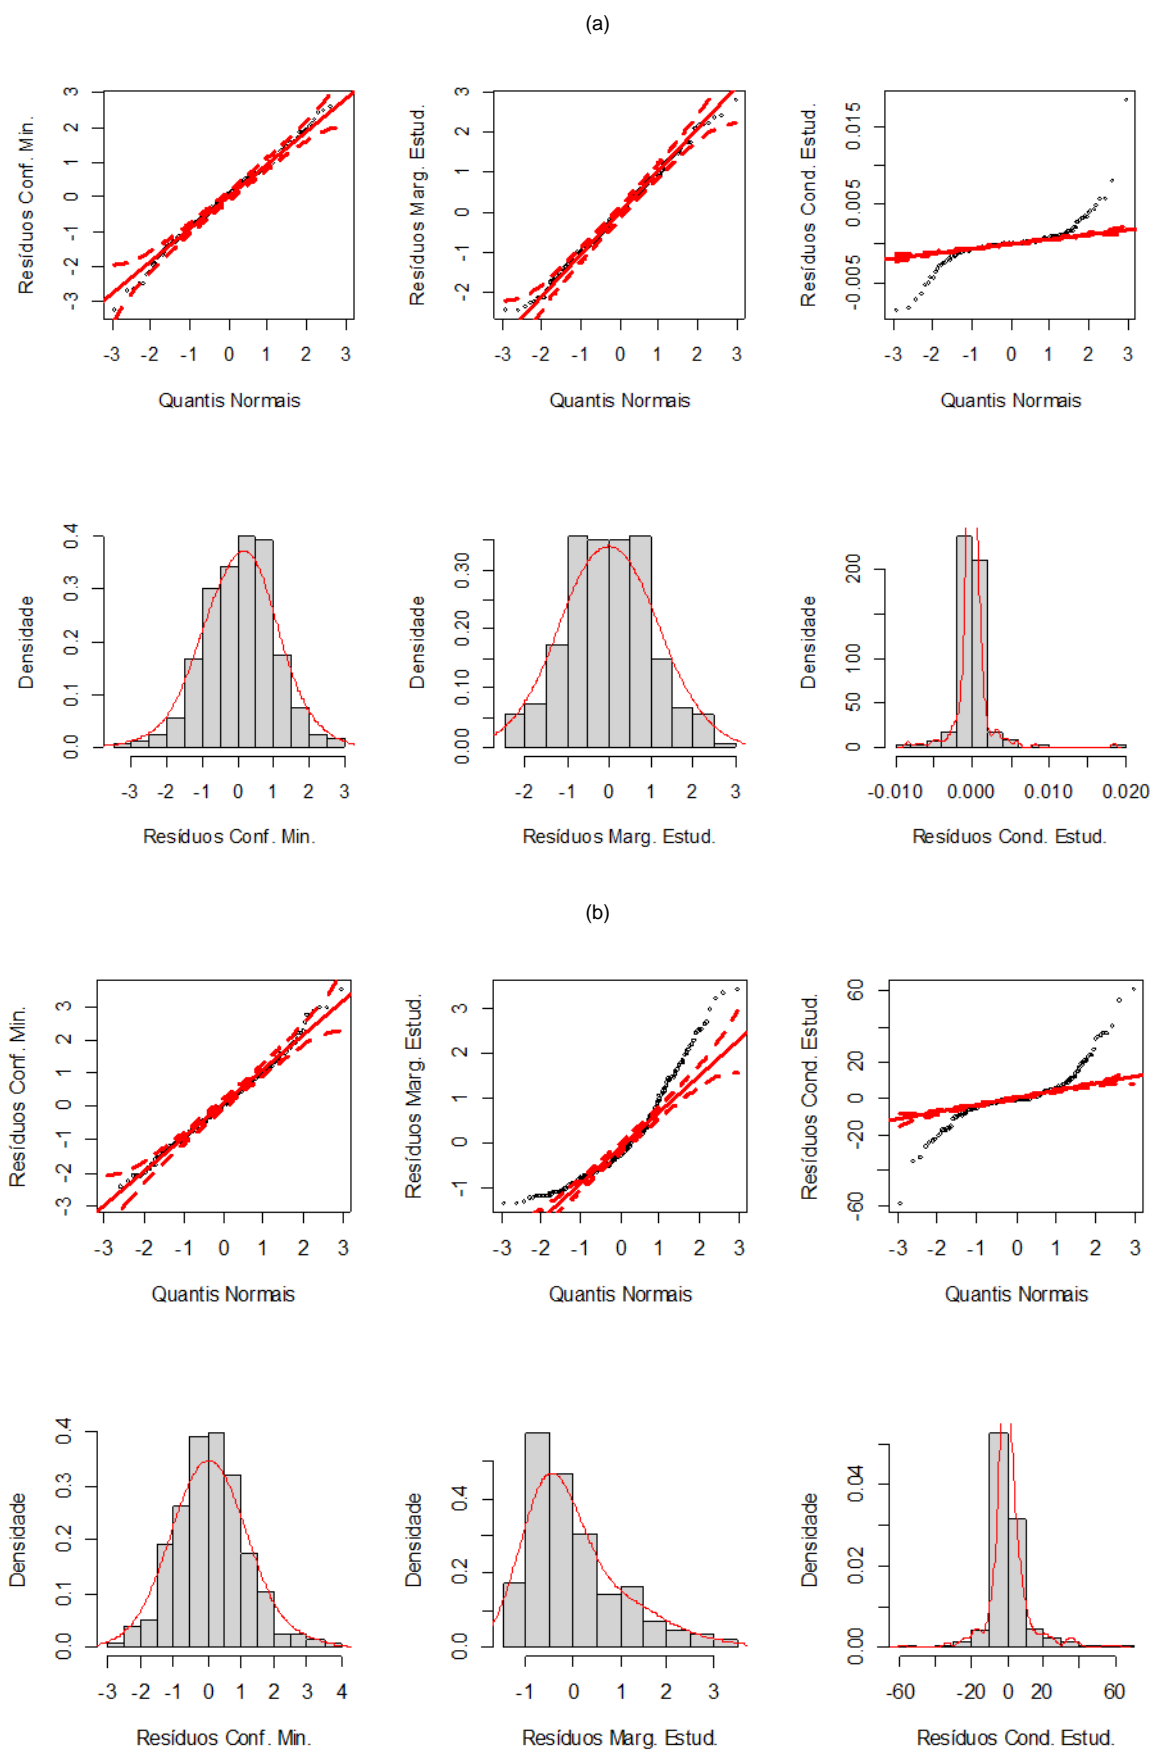 (a)
Resíduos Conf. Min.
3
2
1
0
-1
-2
-3
-3 -2 -1 0 1 2 3
Quantis Normais
Resíduos Marg. Estud.
3
2
1
0
-1
-2
-3 -2 -1 0 1 2 3
Quantis Normais
Resíduos Cond. Estud.
0.015
0.005
-0.005
-3 -2 -1 0 1 2 3
Quantis Normais
Densidade
0.4
0.3
0.2
0.1
0.0
-3 -2 -1 0 1 2 3
Resíduos Conf. Min.
Densidade
0.30
0.20
0.10
0.00
-2 -1 0 1 2 3
Resíduos Marg. Estud.
Densidade
200
100
50
0
-0.010 0.000 0.010 0.020
Resíduos Cond. Estud.
(b)
Resíduos Conf. Min.
3
2
1
0
-1
-2
-3
-3 -2 -1 0 1 2 3
Quantis Normais
Resíduos Marg. Estud.
3
2
1
0
-1
-3 -2 -1 0 1 2 3
Quantis Normais
Resíduos Cond. Estud.
60
20
0
-20
-60
-3 -2 -1 0 1 2 3
Quantis Normais
Densidade
0.4
0.3
0.2
0.1
0.0
-3 -2 -1 0 1 2 3 4
Resíduos Conf. Min.
Densidade
0.4
0.2
0.0
-1 0 1 2 3
Resíduos Marg. Estud.
Densidade
0.04
0.02
0.00
-60 -20 0 20 60
Resíduos Cond. Estud.